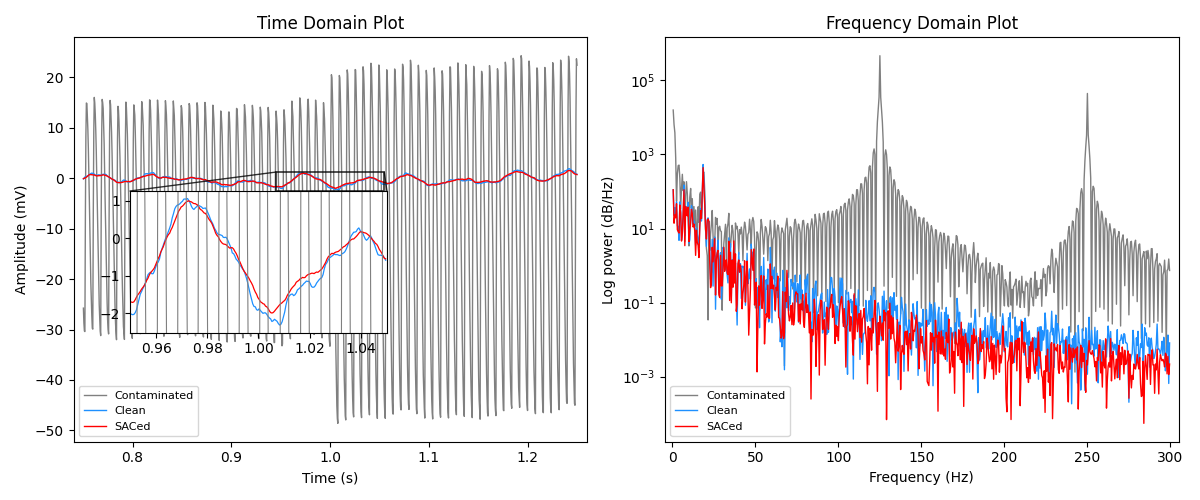 Time Domain Plot
Amplitude (mV)
20
10
0
−10
−20
−30
−40
−50
1
0
−1
−2
0.96 0.98 1.00 1.02 1.04
Contaminated
Clean
SACed
0.8 0.9 1.0 1.1 1.2
Time (s)
Frequency Domain Plot
Log power (dB/Hz)
10^5
10^3
10^1
10^−1
10^−3
Contaminated
Clean
SACed
0 50 100 150 200 250 300
Frequency (Hz)